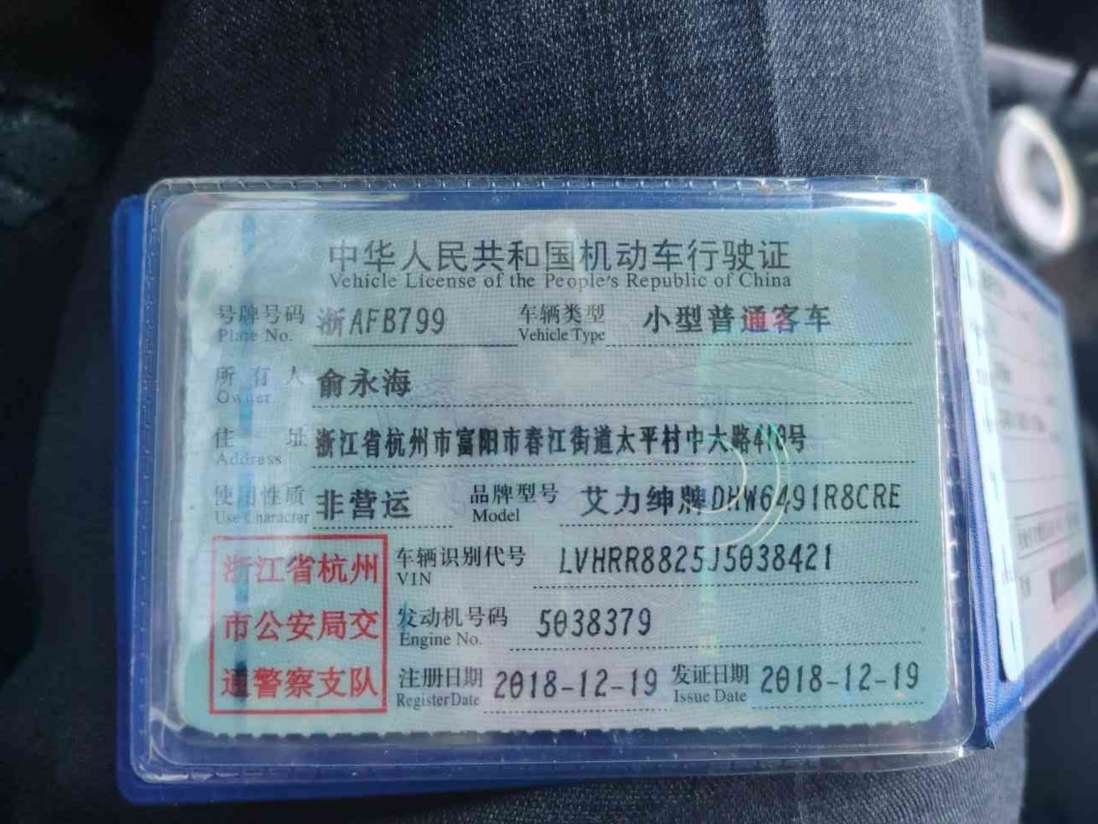 中华人民共和国机动车行驶证
Vehicle License of the People's Republic of China
号牌号码 浙AFB799 车辆类型 小型普通客车
Plate No. Vehicle Type
所有人 俞永海
Owner
住址 浙江省杭州市富阳市春江街道太平村中大路410号
Address
使用性质 非营运 品牌型号 艾力绅牌DHW6491R8CRE
Use Character Model
浙江省杭州
市公安局交
通警察支队
车辆识别代号 LVHRR8825J5038421
VIN
发动机号码 5038379
Engine No.
注册日期 2018-12-19 发证日期 2018-12-19
Register Date Issue Date